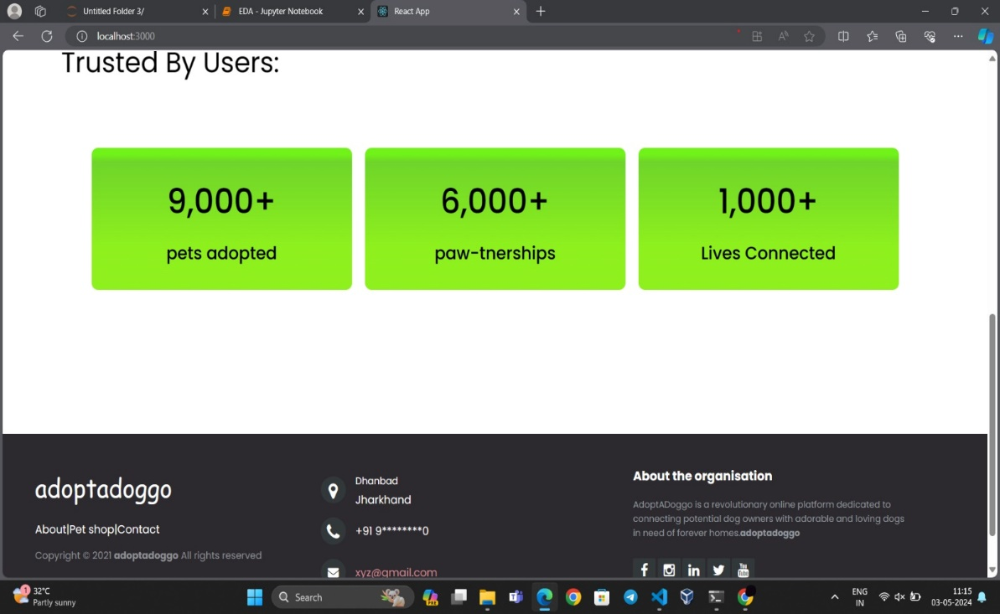 Untitled Folder 3/
EDA - Jupyter Notebook
React App
localhost:3000
Trusted By Users:
9,000+
6,000+
1,000+
pets adopted
paw-tnerships
Lives Connected
adoptadoggo
About|Pet shop|Contact
Copyright © 2021 adoptadoggo All rights reserved
Dhanbad
Jharkhand
+91 9********0
xyz@gmail.com
About the organisation
AdoptADoggo is a revolutionary online platform dedicated to
connecting potential dog owners with adorable and loving dogs
in need of forever homes.adoptadoggo
You
Tube
1
32°C
Partly sunny
Search
PRE
ENG
IN
11:15
03-05-2024